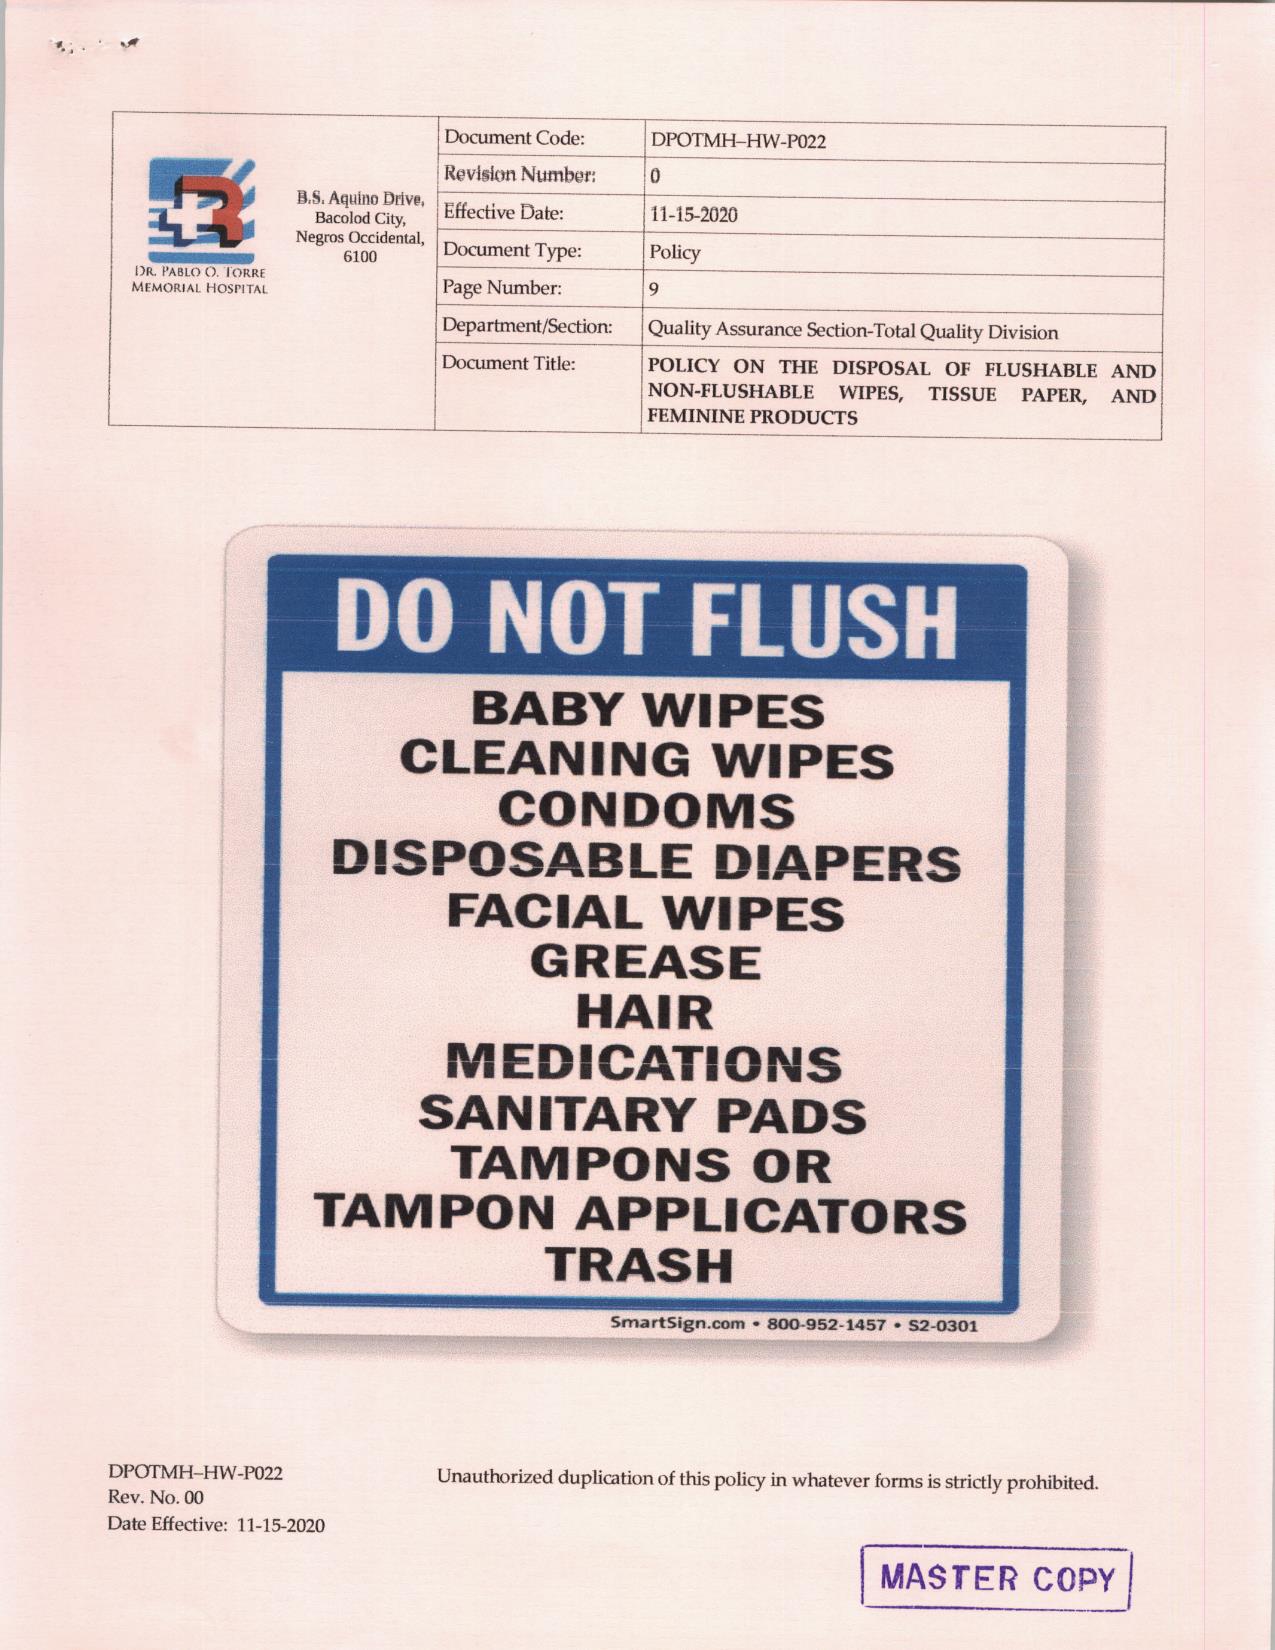 DR. PABLO O. TORRE
MEMORIAL HOSPITAL
B.S. Aquino Drive,
Bacolod City,
Negros Occidental,
6100
Document Code: DPOTMH–HW-P022
Revision Number: 0
Effective Date: 11-15-2020
Document Type: Policy
Page Number: 9
Department/Section: Quality Assurance Section-Total Quality Division
Document Title: POLICY ON THE DISPOSAL OF FLUSHABLE AND
NON-FLUSHABLE WIPES, TISSUE PAPER, AND
FEMININE PRODUCTS
DO NOT FLUSH
BABY WIPES
CLEANING WIPES
CONDOMS
DISPOSABLE DIAPERS
FACIAL WIPES
GREASE
HAIR
MEDICATIONS
SANITARY PADS
TAMPONS OR
TAMPON APPLICATORS
TRASH
SmartSign.com • 800-952-1457 • S2-0301
DPOTMH–HW-P022
Rev. No. 00
Date Effective: 11-15-2020
Unauthorized duplication of this policy in whatever forms is strictly prohibited.
MASTER COPY